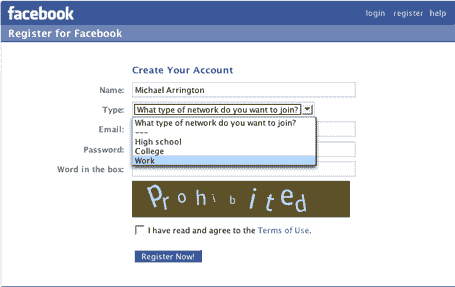 facebook
login register help
Register for Facebook
Create Your Account
Name: Michael Arrington
Type: What type of network do you want to join?
What type of network do you want to join?
---
High school
College
Work
Email:
Password:
Word in the box:
Prohibited
I have read and agree to the Terms of Use.
Register Now!